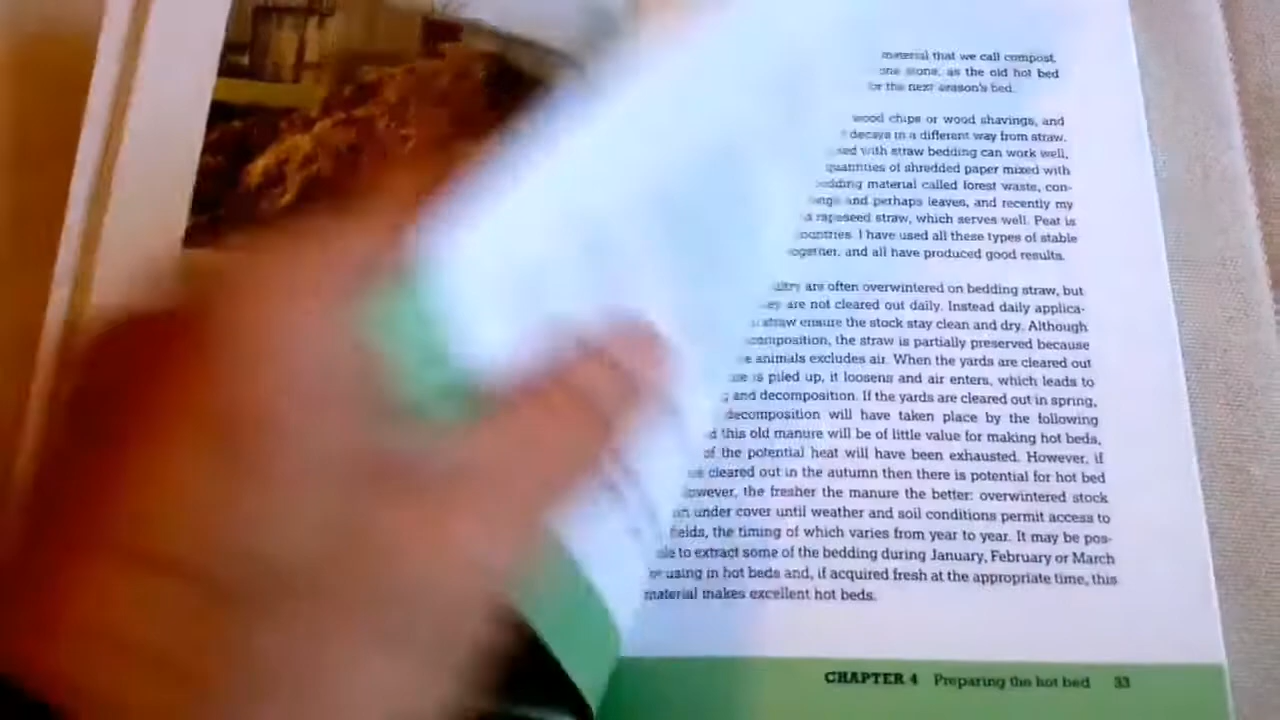 material that we call compost,
one stone, as the old hot bed
for the next season's bed.
wood chips or wood shavings, and
decays in a different way from straw.
with straw bedding can work well,
quantities of shredded paper mixed with
bedding material called forest waste, con-
and perhaps leaves, and recently my
rapeseed straw, which serves well. Peat is
countries. I have used all these types of stable
together, and all have produced good results.
are often overwintered on bedding straw, but
are not cleared out daily. Instead daily applica-
straw ensure the stock stay clean and dry. Although
composition, the straw is partially preserved because
animals excludes air. When the yards are cleared out
is piled up, it loosens and air enters, which leads to
and decomposition. If the yards are cleared out in spring,
decomposition will have taken place by the following
this old manure will be of little value for making hot beds,
of the potential heat will have been exhausted. However, if
cleared out in the autumn then there is potential for hot bed
however, the fresher the manure the better: overwintered stock
under cover until weather and soil conditions permit access to
fields, the timing of which varies from year to year. It may be pos-
to extract some of the bedding during January, February or March
using in hot beds and, if acquired fresh at the appropriate time, this
material makes excellent hot beds.
CHAPTER 4 Preparing the hot bed 33